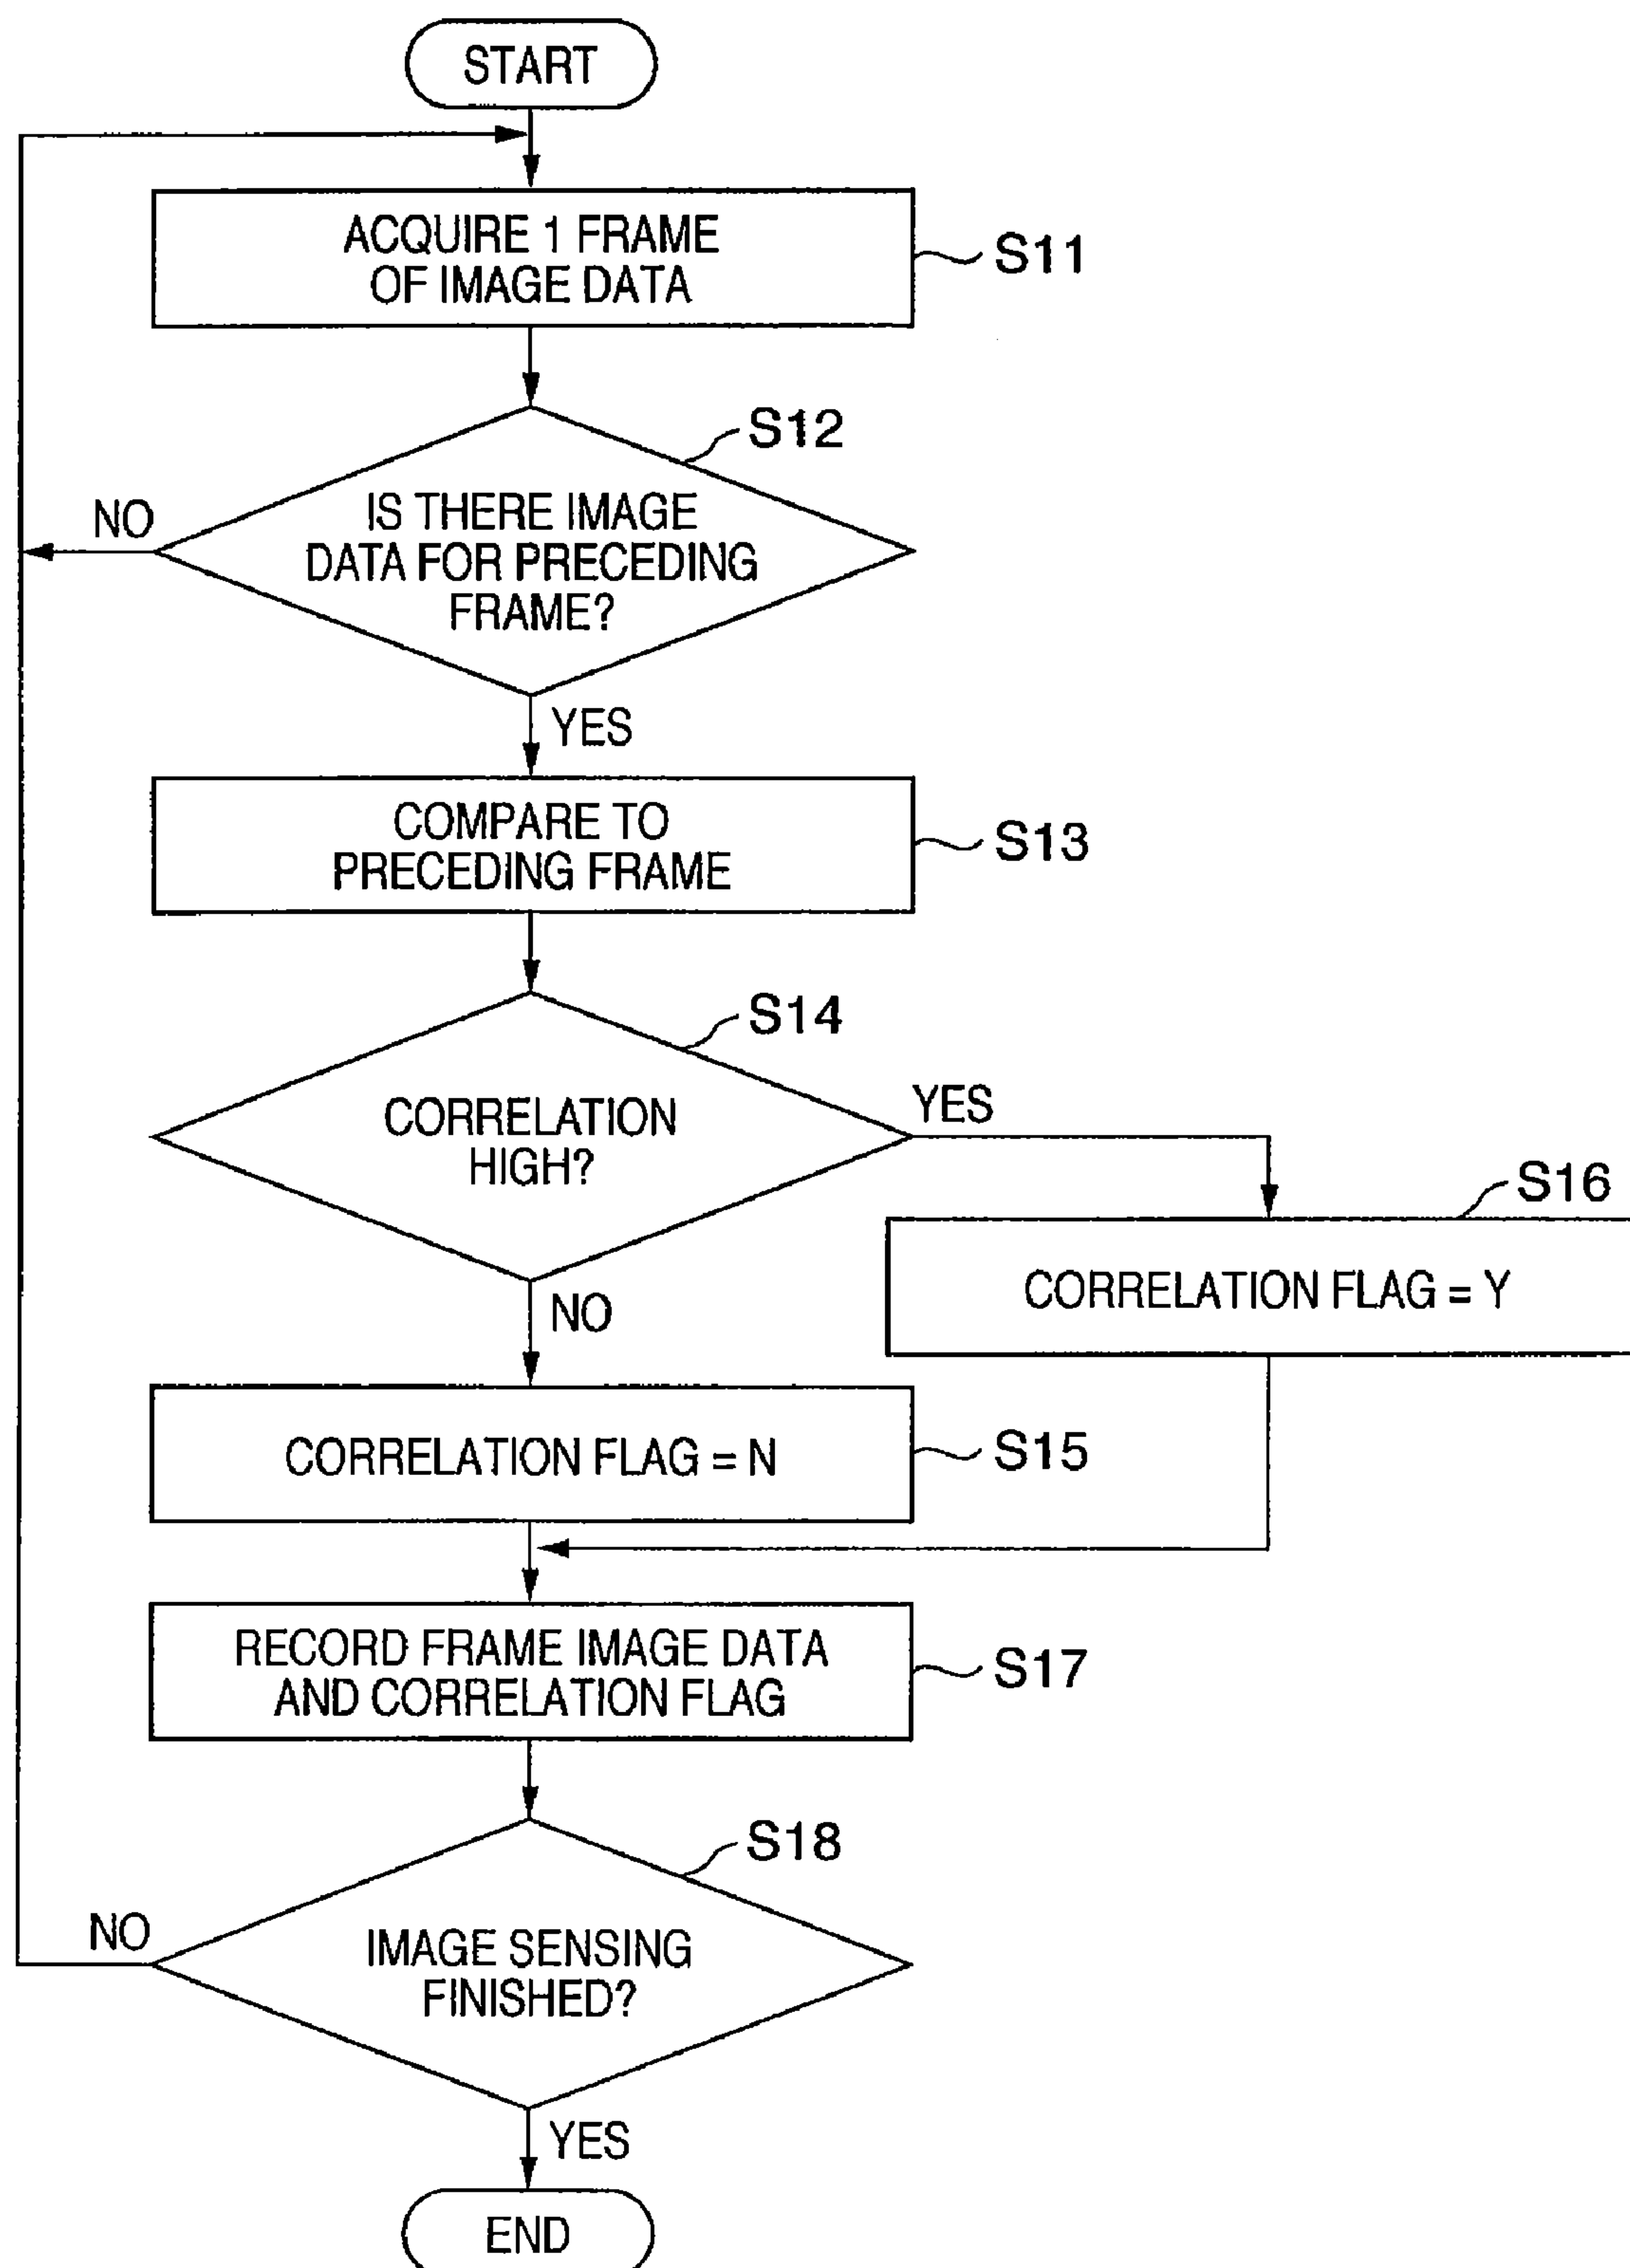 START
ACQUIRE 1 FRAME
OF IMAGE DATA
S11
S12
NO
IS THERE IMAGE
DATA FOR PRECEDING
FRAME?
YES
COMPARE TO
PRECEDING FRAME
S13
S14
CORRELATION
HIGH?
YES
S16
CORRELATION FLAG = Y
NO
CORRELATION FLAG = N
S15
RECORD FRAME IMAGE DATA
AND CORRELATION FLAG
S17
S18
NO
IMAGE SENSING
FINISHED?
YES
END